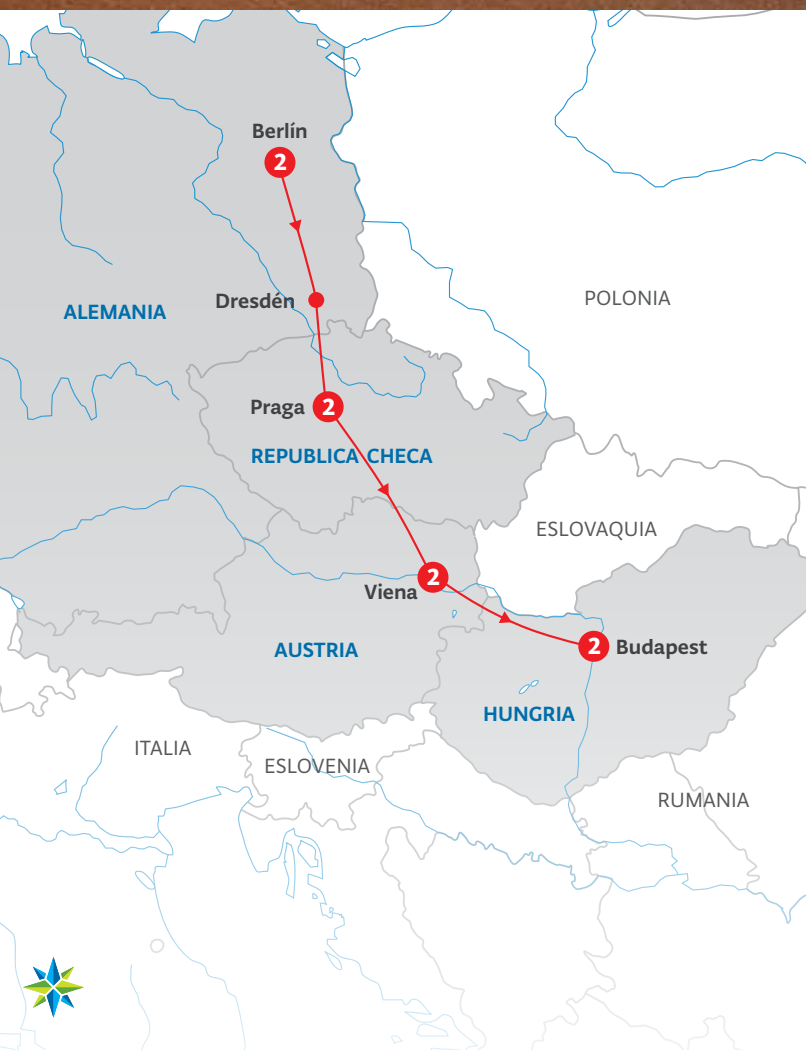 Berlín
2
POLONIA
Dresdén
ALEMANIA
Praga 2
REPUBLICA CHECA
ESLOVAQUIA
2
Viena
2 Budapest
AUSTRIA
HUNGRIA
ITALIA
ESLOVENIA
RUMANIA